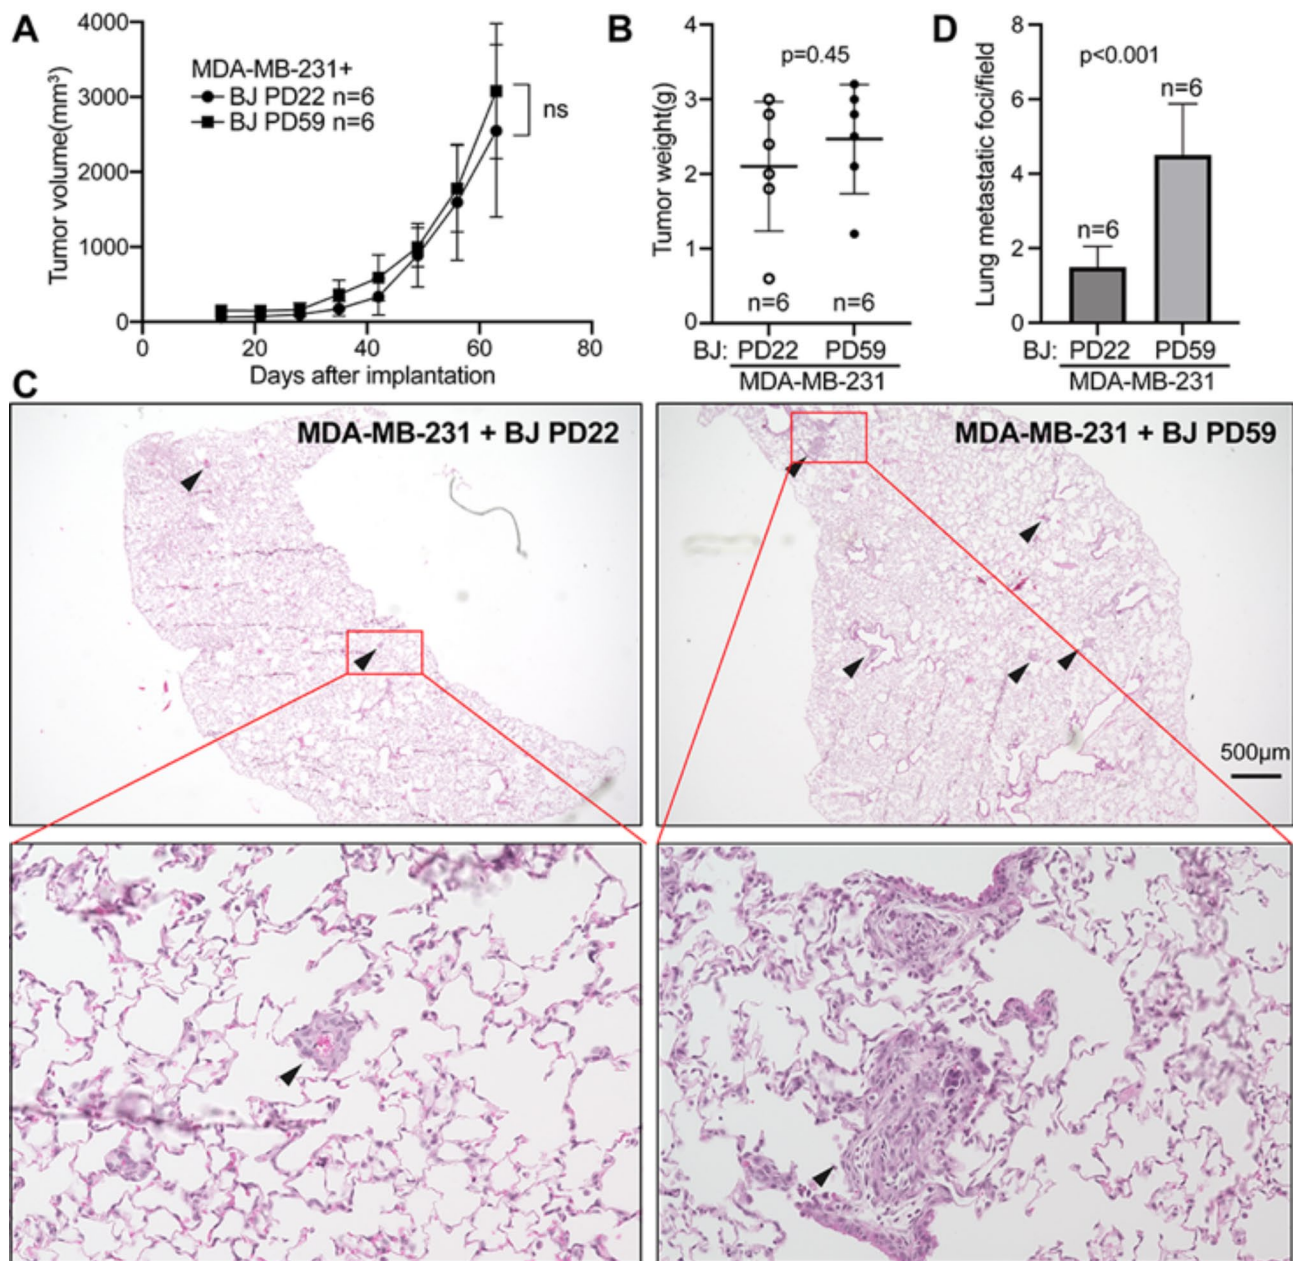 A
4000
3000
2000
1000
0
Tumor volume(mm³)
MDA-MB-231+
BJ PD22 n=6
BJ PD59 n=6
ns
0 20 40 60 80
Days after implantation
B
4
3
2
1
0
Tumor weight(g)
p=0.45
n=6 n=6
BJ: PD22 PD59
MDA-MB-231
D
8
6
4
2
0
Lung metastatic foci/field
p<0.001
n=6
n=6
BJ: PD22 PD59
MDA-MB-231
C
MDA-MB-231 + BJ PD22
MDA-MB-231 + BJ PD59
500µm